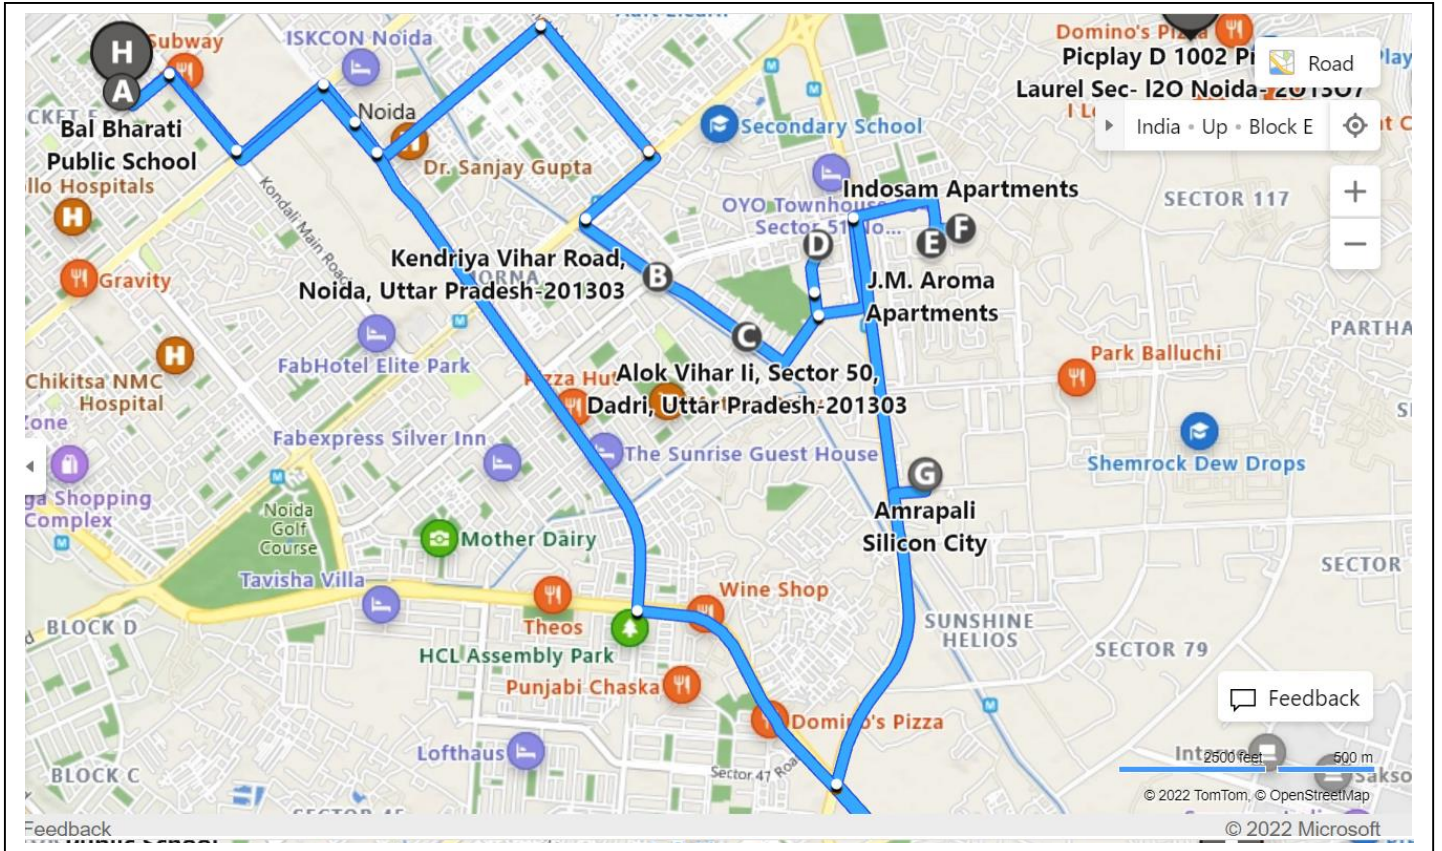 Subway
ISKCON Noida
Domino's Pizza
Picplay D 1002
Laurel Sec- l2O Noida- 2O13O7
Road
H
A
Noida
Bal Bharati
Public School
Secondary School
India • Up • Block E
Dr. Sanjay Gupta
llo Hospitals
H
Kondali Main Road
OYO Townhouse
Sector 51 No...
Indosam Apartments
SECTOR 117
D
E
F
Gravity
Kendriya Vihar Road,
Noida, Uttar Pradesh-201303
B
J.M. Aroma
Apartments
C
PARTHA
H
FabHotel Elite Park
Park Balluchi
Chikitsa NMC
Hospital
Pizza Hut
Alok Vihar Ii, Sector 50,
Dadri, Uttar Pradesh-201303
Fabexpress Silver Inn
The Sunrise Guest House
Shemrock Dew Drops
G
Shopping
Complex
Noida
Golf
Course
Amrapali
Silicon City
Mother Dairy
Tavisha Villa
Wine Shop
SECTOR
BLOCK D
Theos
SUNSHINE
HELIOS
HCL Assembly Park
SECTOR 79
Punjabi Chaska
Feedback
Domino's Pizza
Lofthaus
BLOCK C
Sector 47 Road
2500 feet
500 m
Sakso
© 2022 TomTom, © OpenStreetMap
Feedback
© 2022 Microsoft